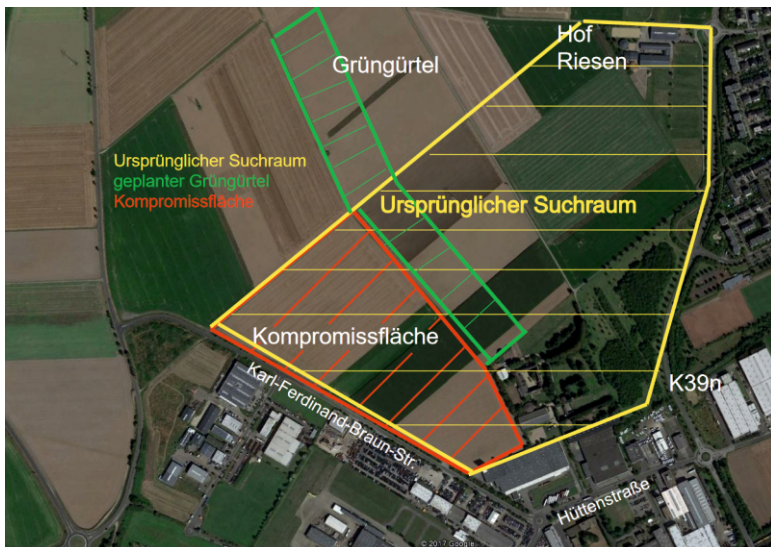 Hof
Riesen
Grüngürtel
Ursprünglicher Suchraum
geplanter Grüngürtel
Kompromissfläche
Ursprünglicher Suchraum
Kompromissfläche
Karl-Ferdinand-Braun-Str.
K39n
Hüttenstraße
© 2017 Google